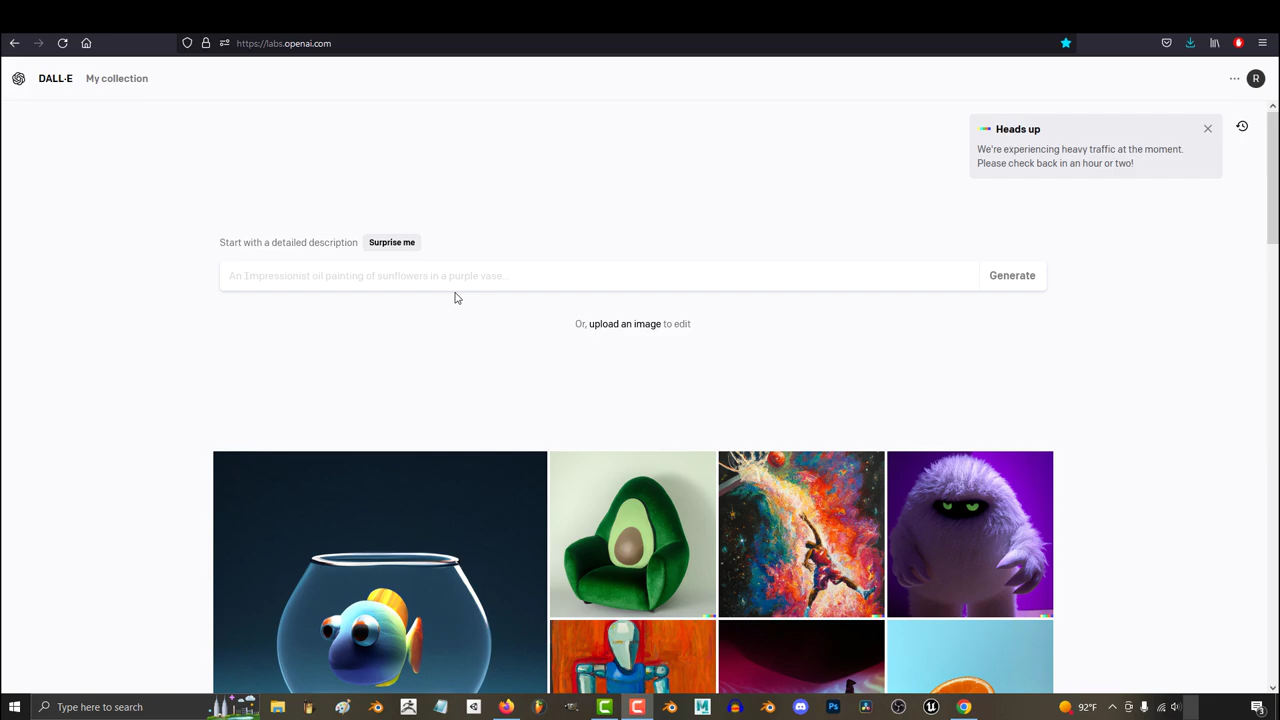 https://labs.openai.com
DALL·E My collection
R
Heads up
We're experiencing heavy traffic at the moment.
Please check back in an hour or two!
Start with a detailed description Surprise me
An Impressionist oil painting of sunflowers in a purple vase...
Generate
Or, upload an image to edit
Type here to search
92°F